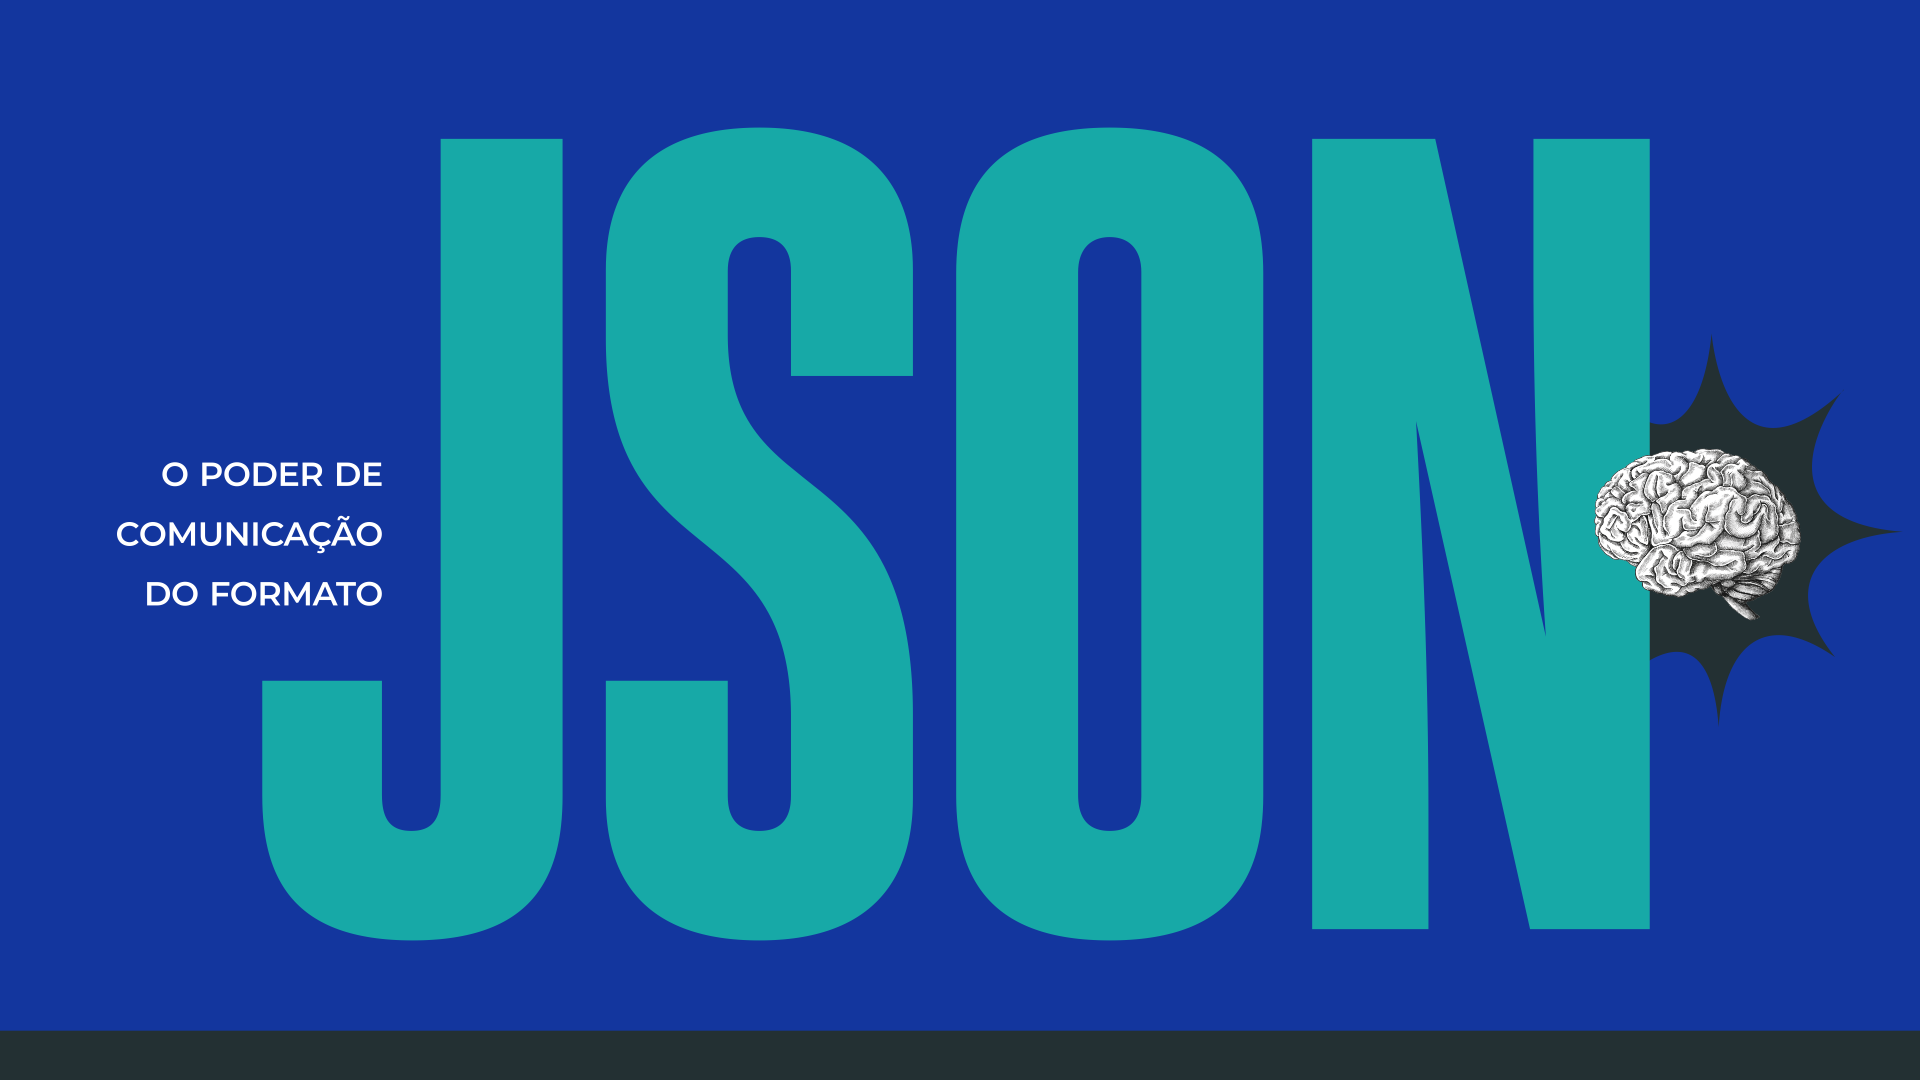 O PODER DE
COMUNICAÇÃO
DO FORMATO
JSON